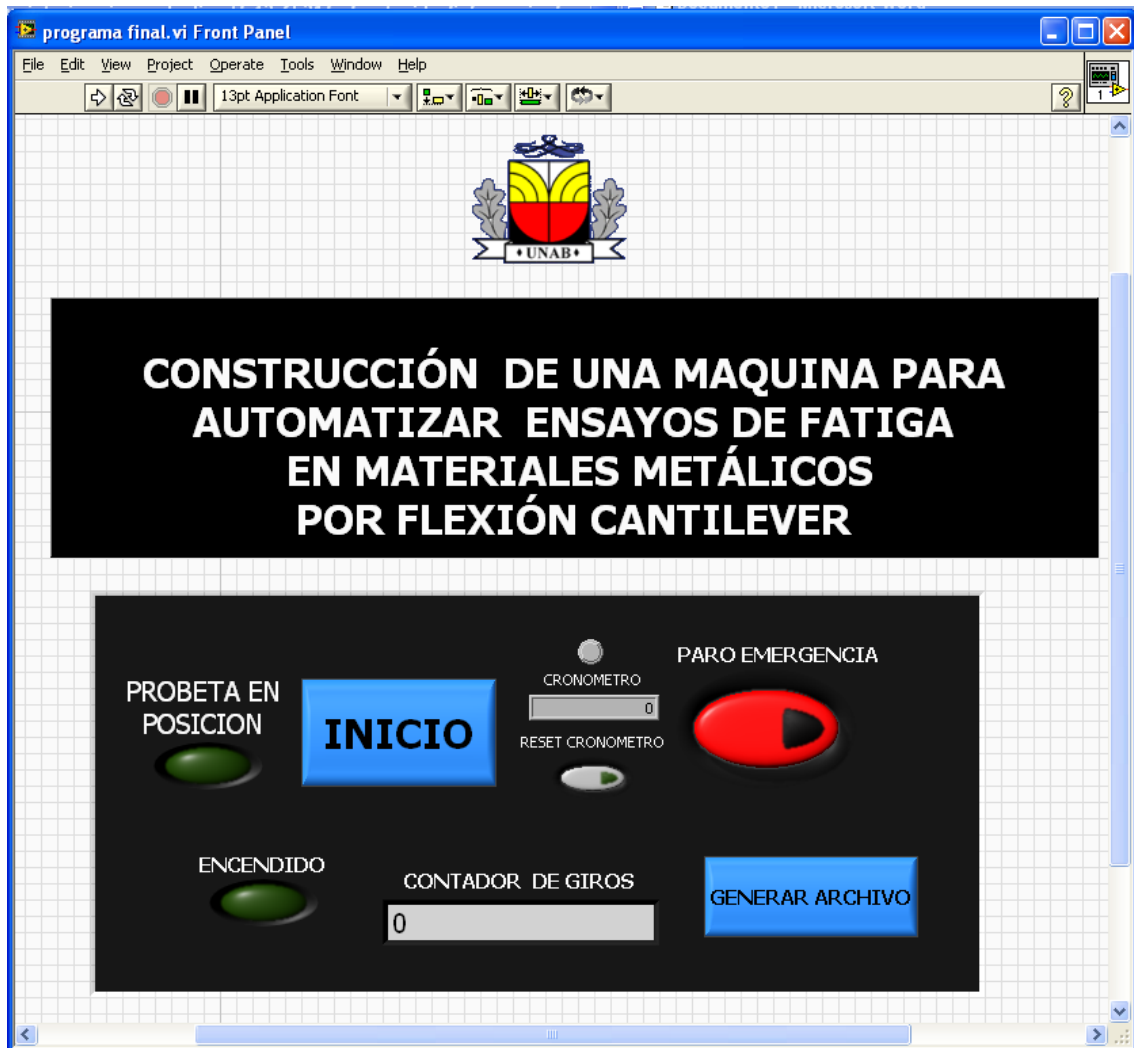 programa final.vi Front Panel
File Edit View Project Operate Tools Window Help
13pt Application Font
1
UNAB
CONSTRUCCIÓN DE UNA MAQUINA PARA
AUTOMATIZAR ENSAYOS DE FATIGA
EN MATERIALES METÁLICOS
POR FLEXIÓN CANTILEVER
PROBETA EN
POSICION
INICIO
CRONOMETRO
0
RESET CRONOMETRO
PARO EMERGENCIA
ENCENDIDO
CONTADOR DE GIROS
0
GENERAR ARCHIVO